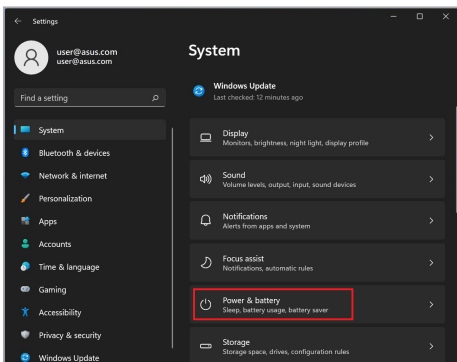 Settings
user@asus.com
user@asus.com
Find a setting
System
Bluetooth & devices
Network & internet
Personalization
Apps
Accounts
Time & language
Gaming
Accessibility
Privacy & security
Windows Update
System
Windows Update
Last checked: 12 minutes ago
Display
Monitors, brightness, night light, display profile
Sound
Volume levels, output, input, sound devices
Notifications
Alerts from apps and system
Focus assist
Notifications, automatic rules
Power & battery
Sleep, battery usage, battery saver
Storage
Storage space, drives, configuration rules